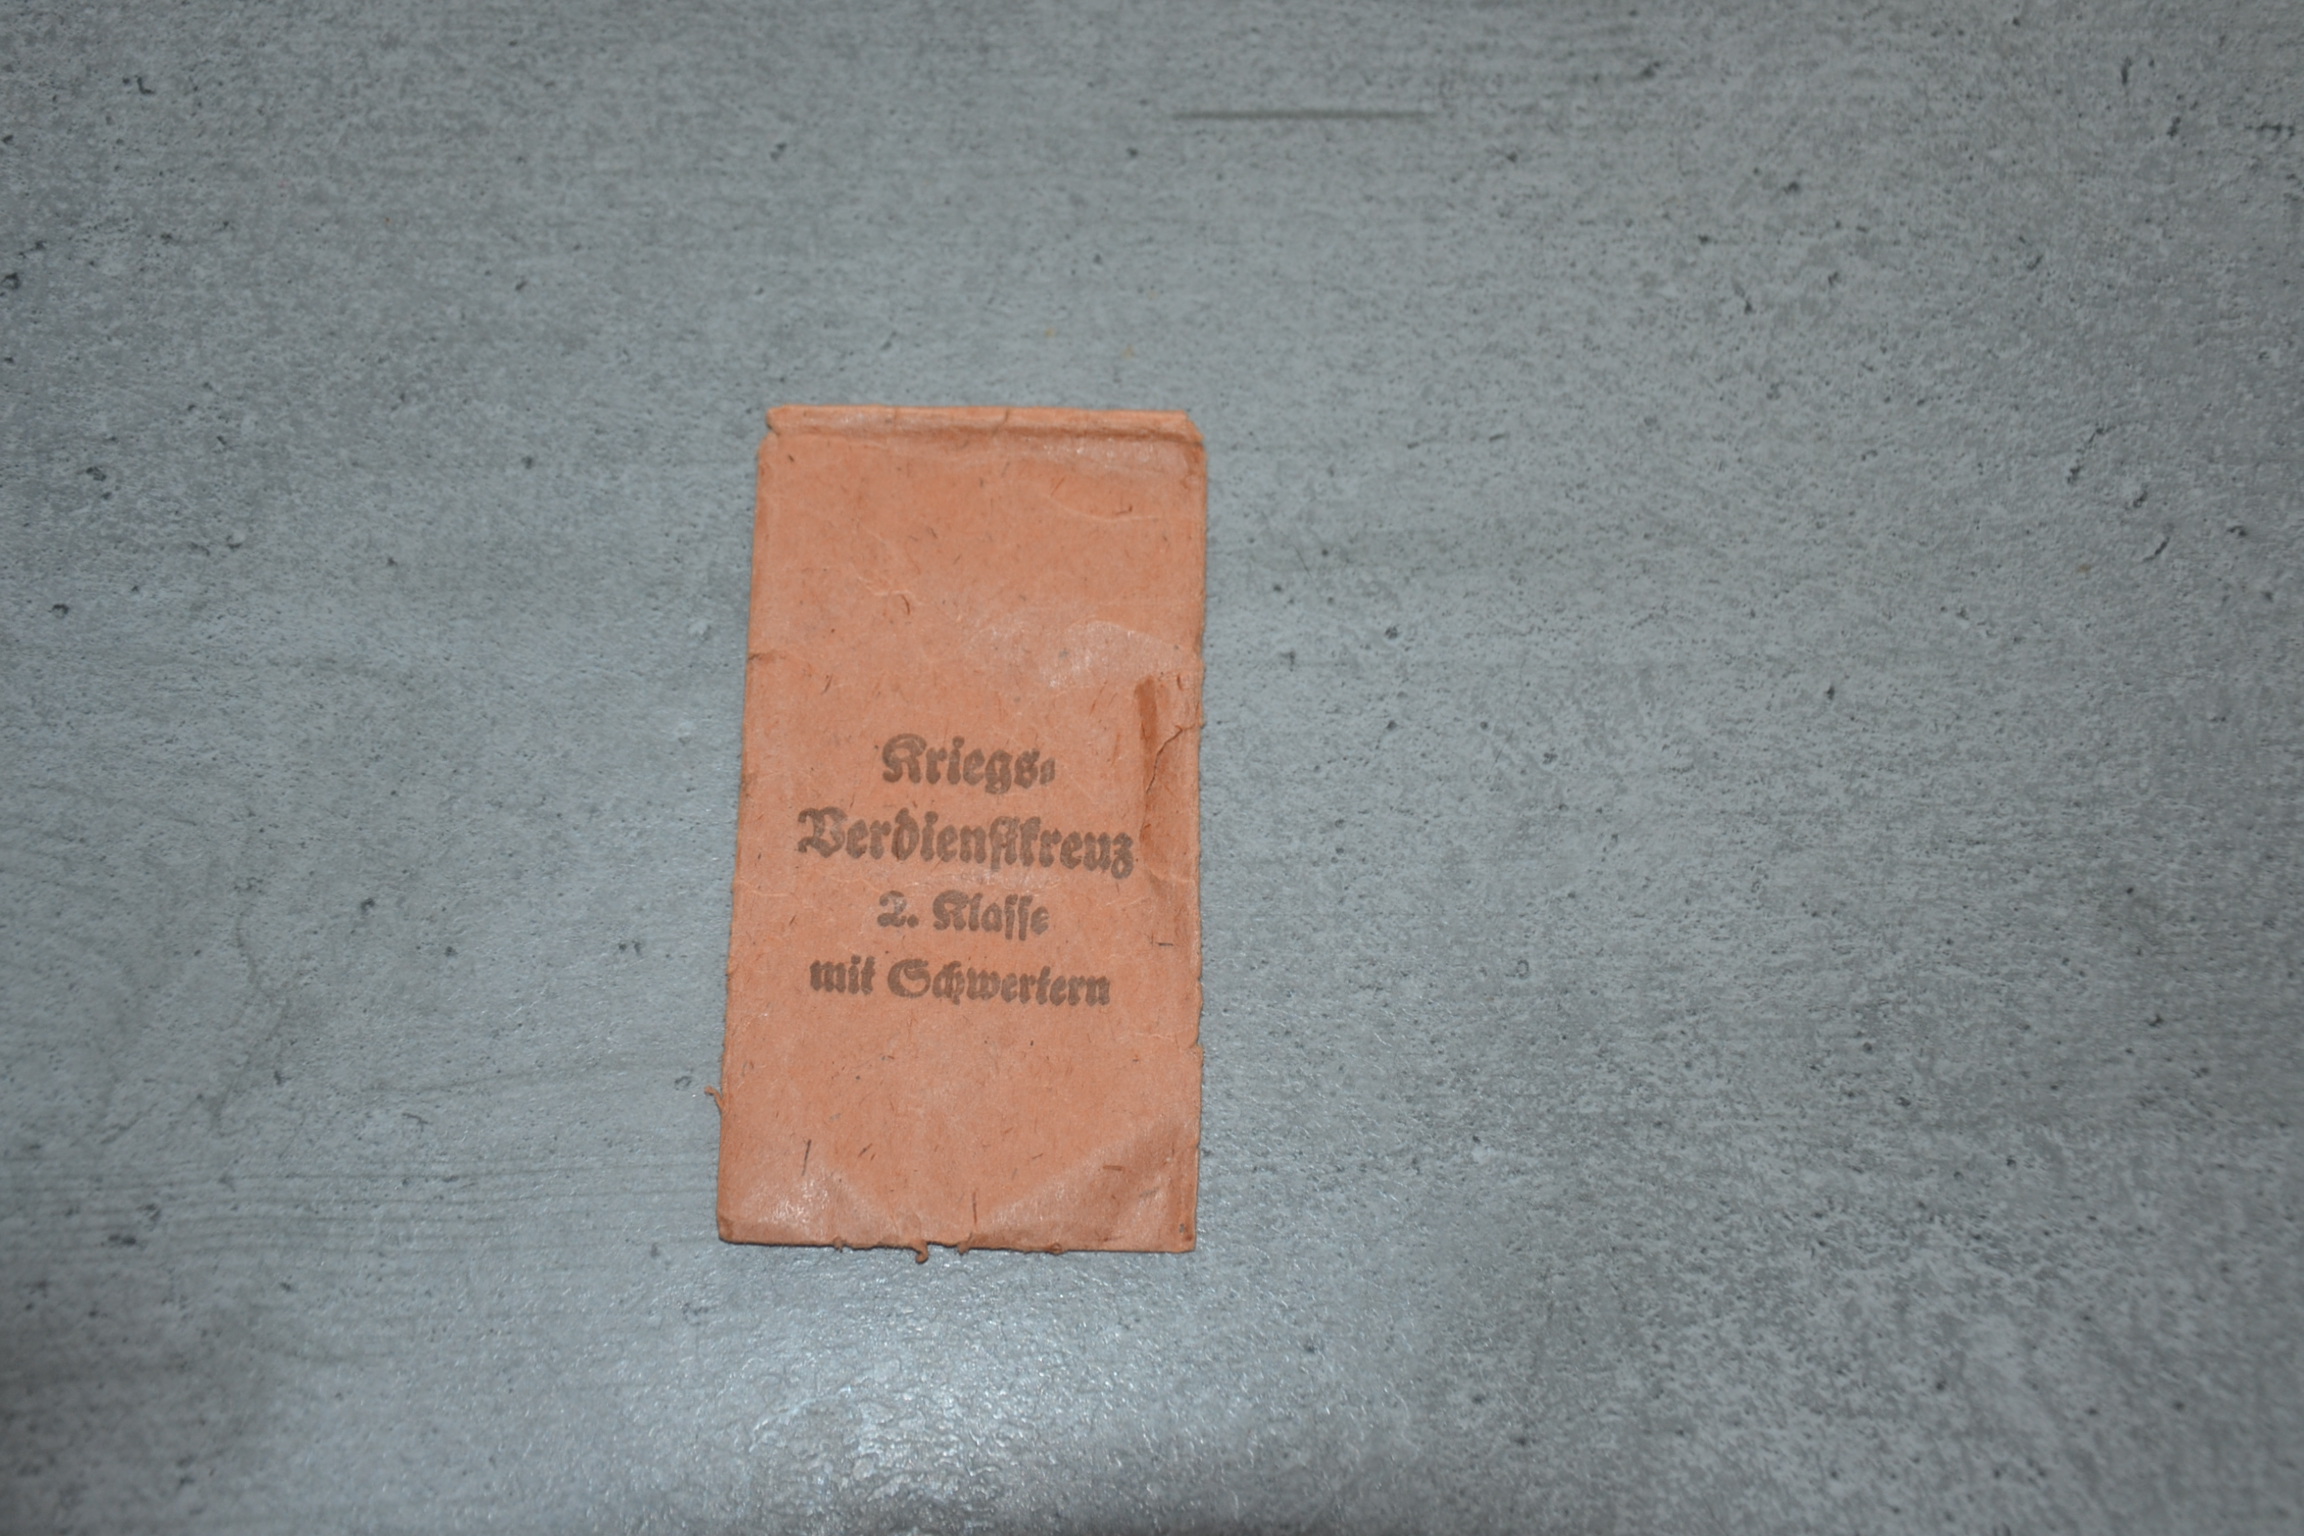 Kriegs-
Verdienstkreuz
2. Klasse
mit Schwertern